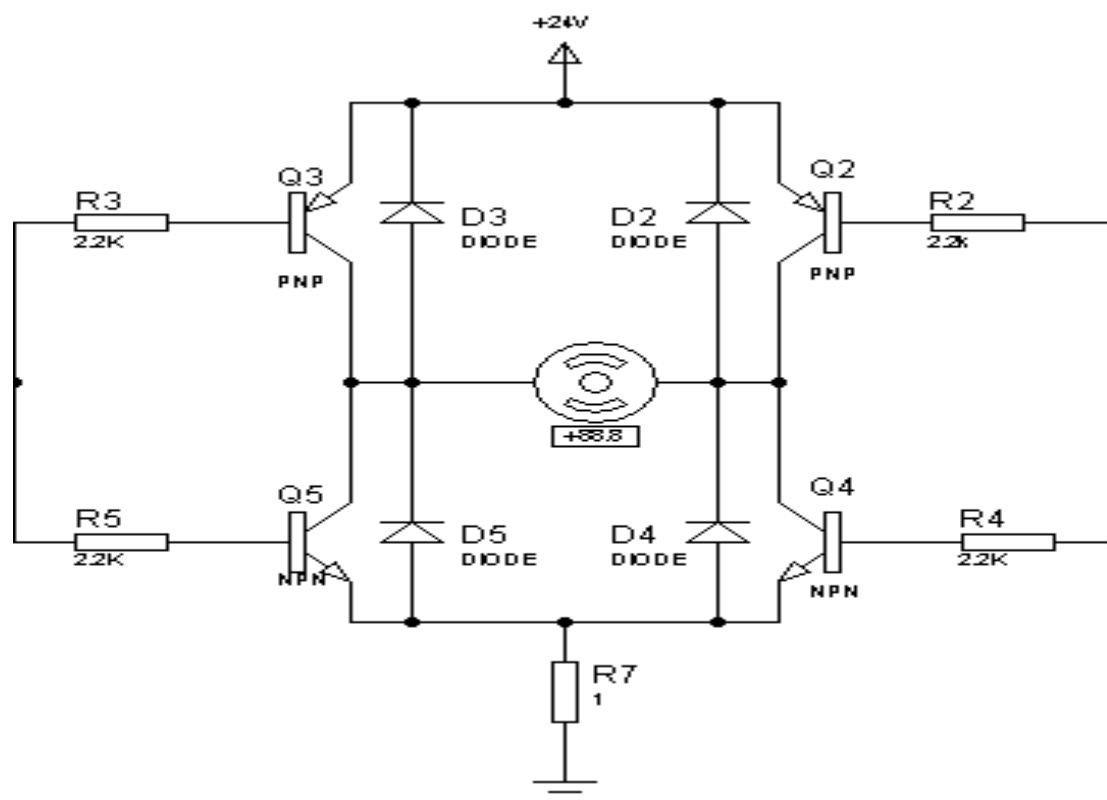 +24V
Q3
Q2
R3
R2
2.2K
D3
D2
2.2k
DIODE
DIODE
PNP
PNP
+88.8
Q5
Q4
R5
R4
D5
D4
2.2K
DIODE
DIODE
2.2K
NPN
NPN
R7
1